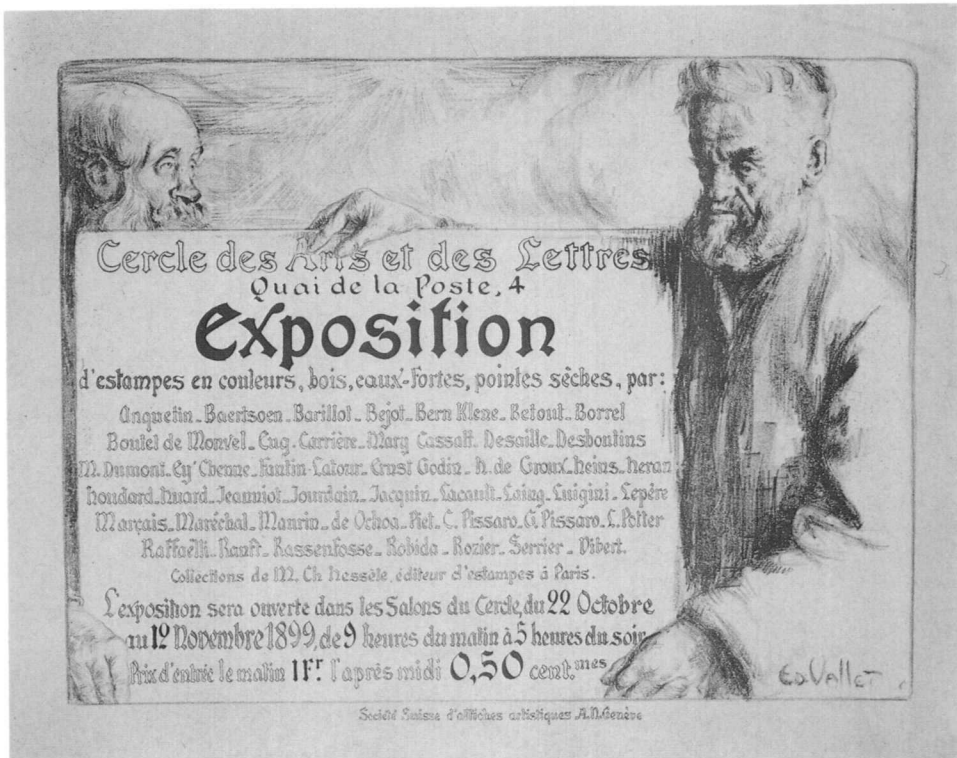 Cercle des Arts et des Lettres
Quai de la Poste, 4
Exposition
d'estampes en couleurs, bois, eaux-fortes, pointes sèches, par:
Anquetin - Baertsoen - Barillot - Bejot - Bern Klene - Betout - Borrel
Boutet de Monvel - Eug. Carrière - Mary Cassatt - Desaille - Desboutins
M. Dumont - Ey'Chenne - Fantin-Latour - Ernst Godin - H. de Groux - Heins - Heran
Houdard - Huard - Jeanniot - Jourdain - Jacquin - Lacault - Laing - Luigini - Lepère
Marçais - Maréchal - Maurin - de Ochoa - Piet - C. Pissaro - G. Pissaro - L. Potter
Raffaelli - Ranft - Rassenfosse - Robida - Rozier - Serrier - Vibert.
Collections de M. Ch Hessèle, éditeur d'estampes à Paris.
L'exposition sera ouverte dans les Salons du Cercle, du 22 Octobre
au 12 Novembre 1899, de 9 heures du matin à 5 heures du soir
Prix d'entrée le matin 1 Fr. l'après midi 0,50 cent.mes
Ed. Vallet
Société Suisse d'affiches artistiques A.N. Genève